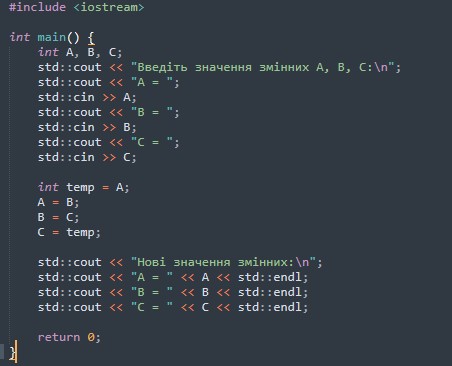 #include <iostream>
int main() {
int A, B, C;
std::cout << "Введіть значення змінних A, B, C:\n";
std::cout << "A = ";
std::cin >> A;
std::cout << "B = ";
std::cin >> B;
std::cout << "C = ";
std::cin >> C;
int temp = A;
A = B;
B = C;
C = temp;
std::cout << "Нові значення змінних:\n";
std::cout << "A = " << A << std::endl;
std::cout << "B = " << B << std::endl;
std::cout << "C = " << C << std::endl;
return 0;
}